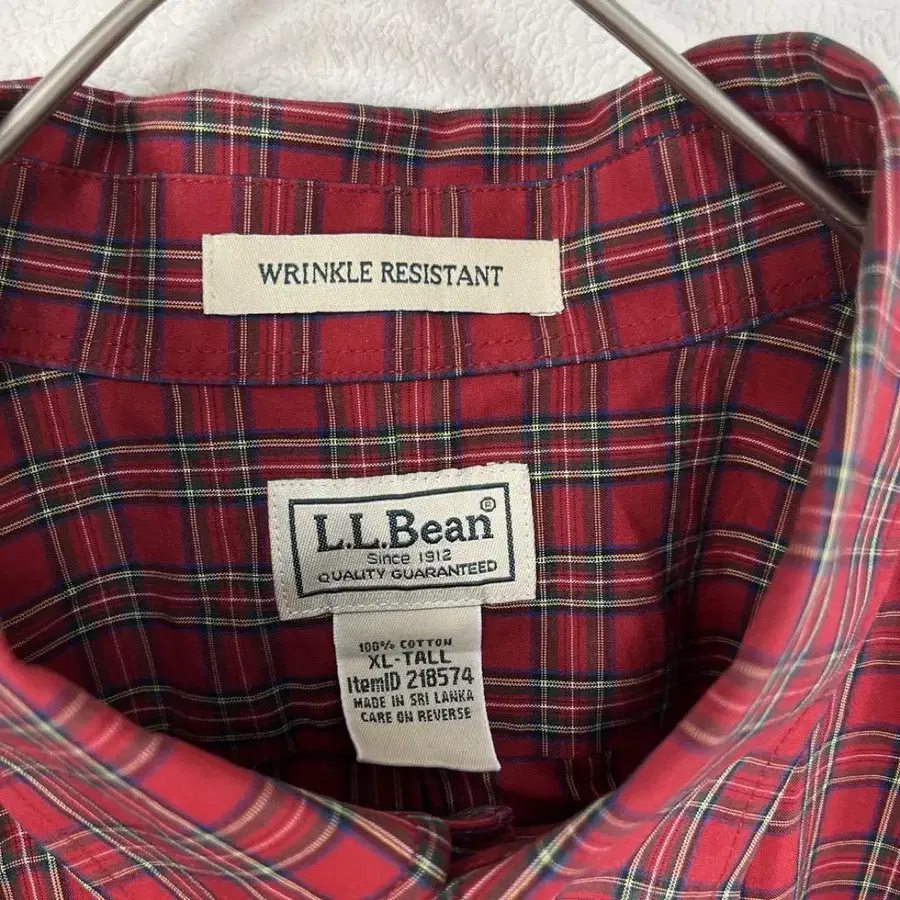 WRINKLE RESISTANT
L.L.Bean®
Since 1912
QUALITY GUARANTEED
100% COTTON
XL-TALL
ItemID 218574
MADE IN SRI LANKA
CARE ON REVERSE